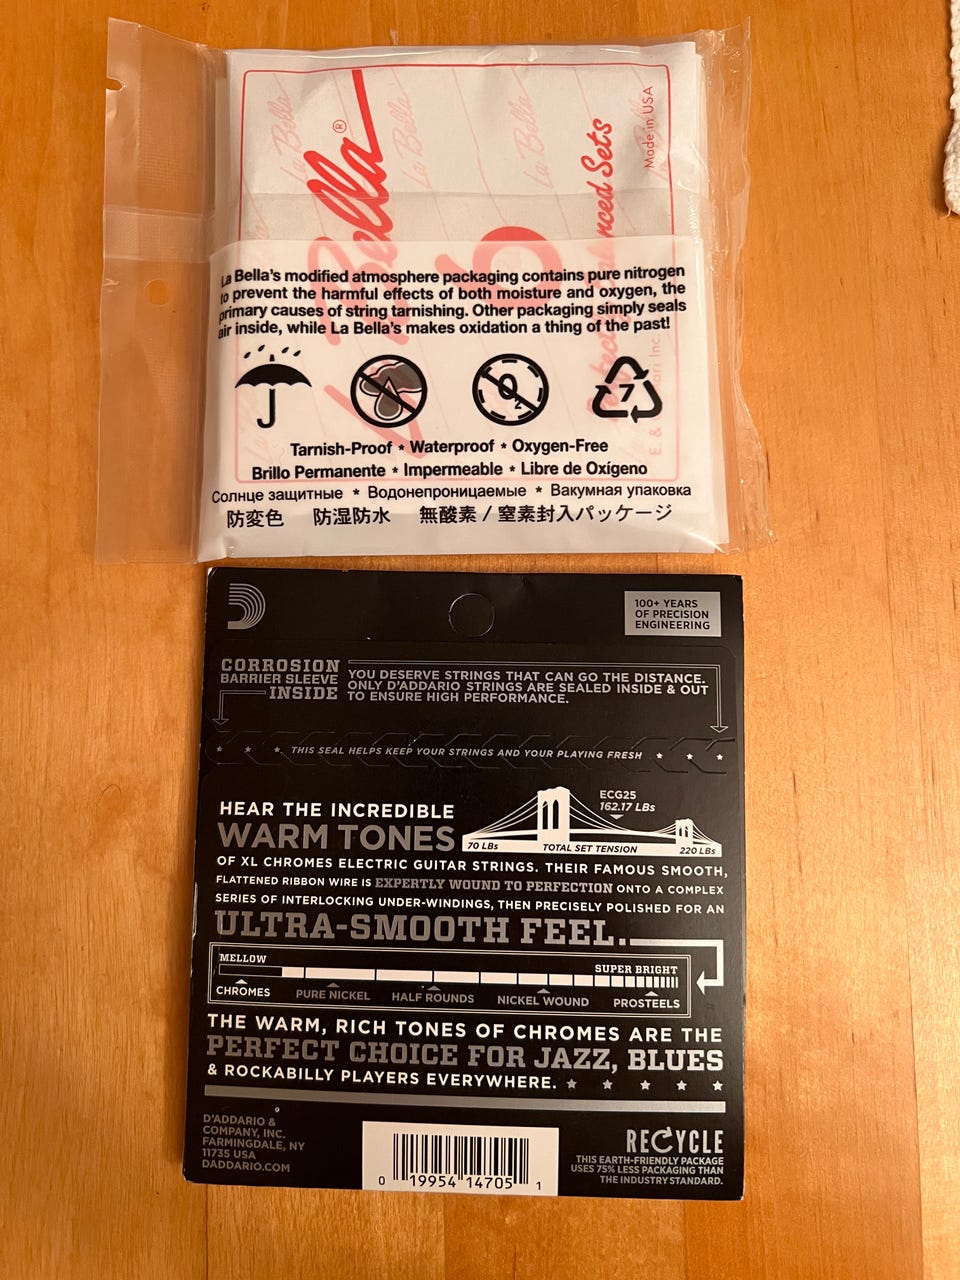 La Bella
La Bella
La Bella
La Bella®
Made in USA
La Bella's modified atmosphere packaging contains pure nitrogen
to prevent the harmful effects of both moisture and oxygen, the
primary causes of string tarnishing. Other packaging simply seals
air inside, while La Bella's makes oxidation a thing of the past!
O2
7
Tarnish-Proof * Waterproof * Oxygen-Free
Brillo Permanente * Impermeable * Libre de Oxígeno
Солнце защитные * Водонепроницаемые * Вакумная упаковка
防変色 防湿防水 無酸素 / 窒素封入パッケージ
100+ YEARS
OF PRECISION
ENGINEERING
CORROSION
BARRIER SLEEVE
INSIDE
YOU DESERVE STRINGS THAT CAN GO THE DISTANCE.
ONLY D'ADDARIO STRINGS ARE SEALED INSIDE & OUT
TO ENSURE HIGH PERFORMANCE.
THIS SEAL HELPS KEEP YOUR STRINGS AND YOUR PLAYING FRESH
HEAR THE INCREDIBLE
WARM TONES
ECG25
162.17 LBs
70 LBs TOTAL SET TENSION 220 LBs
OF XL CHROMES ELECTRIC GUITAR STRINGS. THEIR FAMOUS SMOOTH,
FLATTENED RIBBON WIRE IS EXPERTLY WOUND TO PERFECTION ONTO A COMPLEX
SERIES OF INTERLOCKING UNDER-WINDINGS, THEN PRECISELY POLISHED FOR AN
ULTRA-SMOOTH FEEL.
MELLOW SUPER BRIGHT
CHROMES PURE NICKEL HALF ROUNDS NICKEL WOUND PROSTEELS
THE WARM, RICH TONES OF CHROMES ARE THE
PERFECT CHOICE FOR JAZZ, BLUES
& ROCKABILLY PLAYERS EVERYWHERE.
D'ADDARIO &
COMPANY, INC.
FARMINGDALE, NY
11735 USA
DADDARIO.COM
0 19954 14705 1
RECYCLE
THIS EARTH-FRIENDLY PACKAGE
USES 75% LESS PACKAGING THAN
THE INDUSTRY STANDARD.